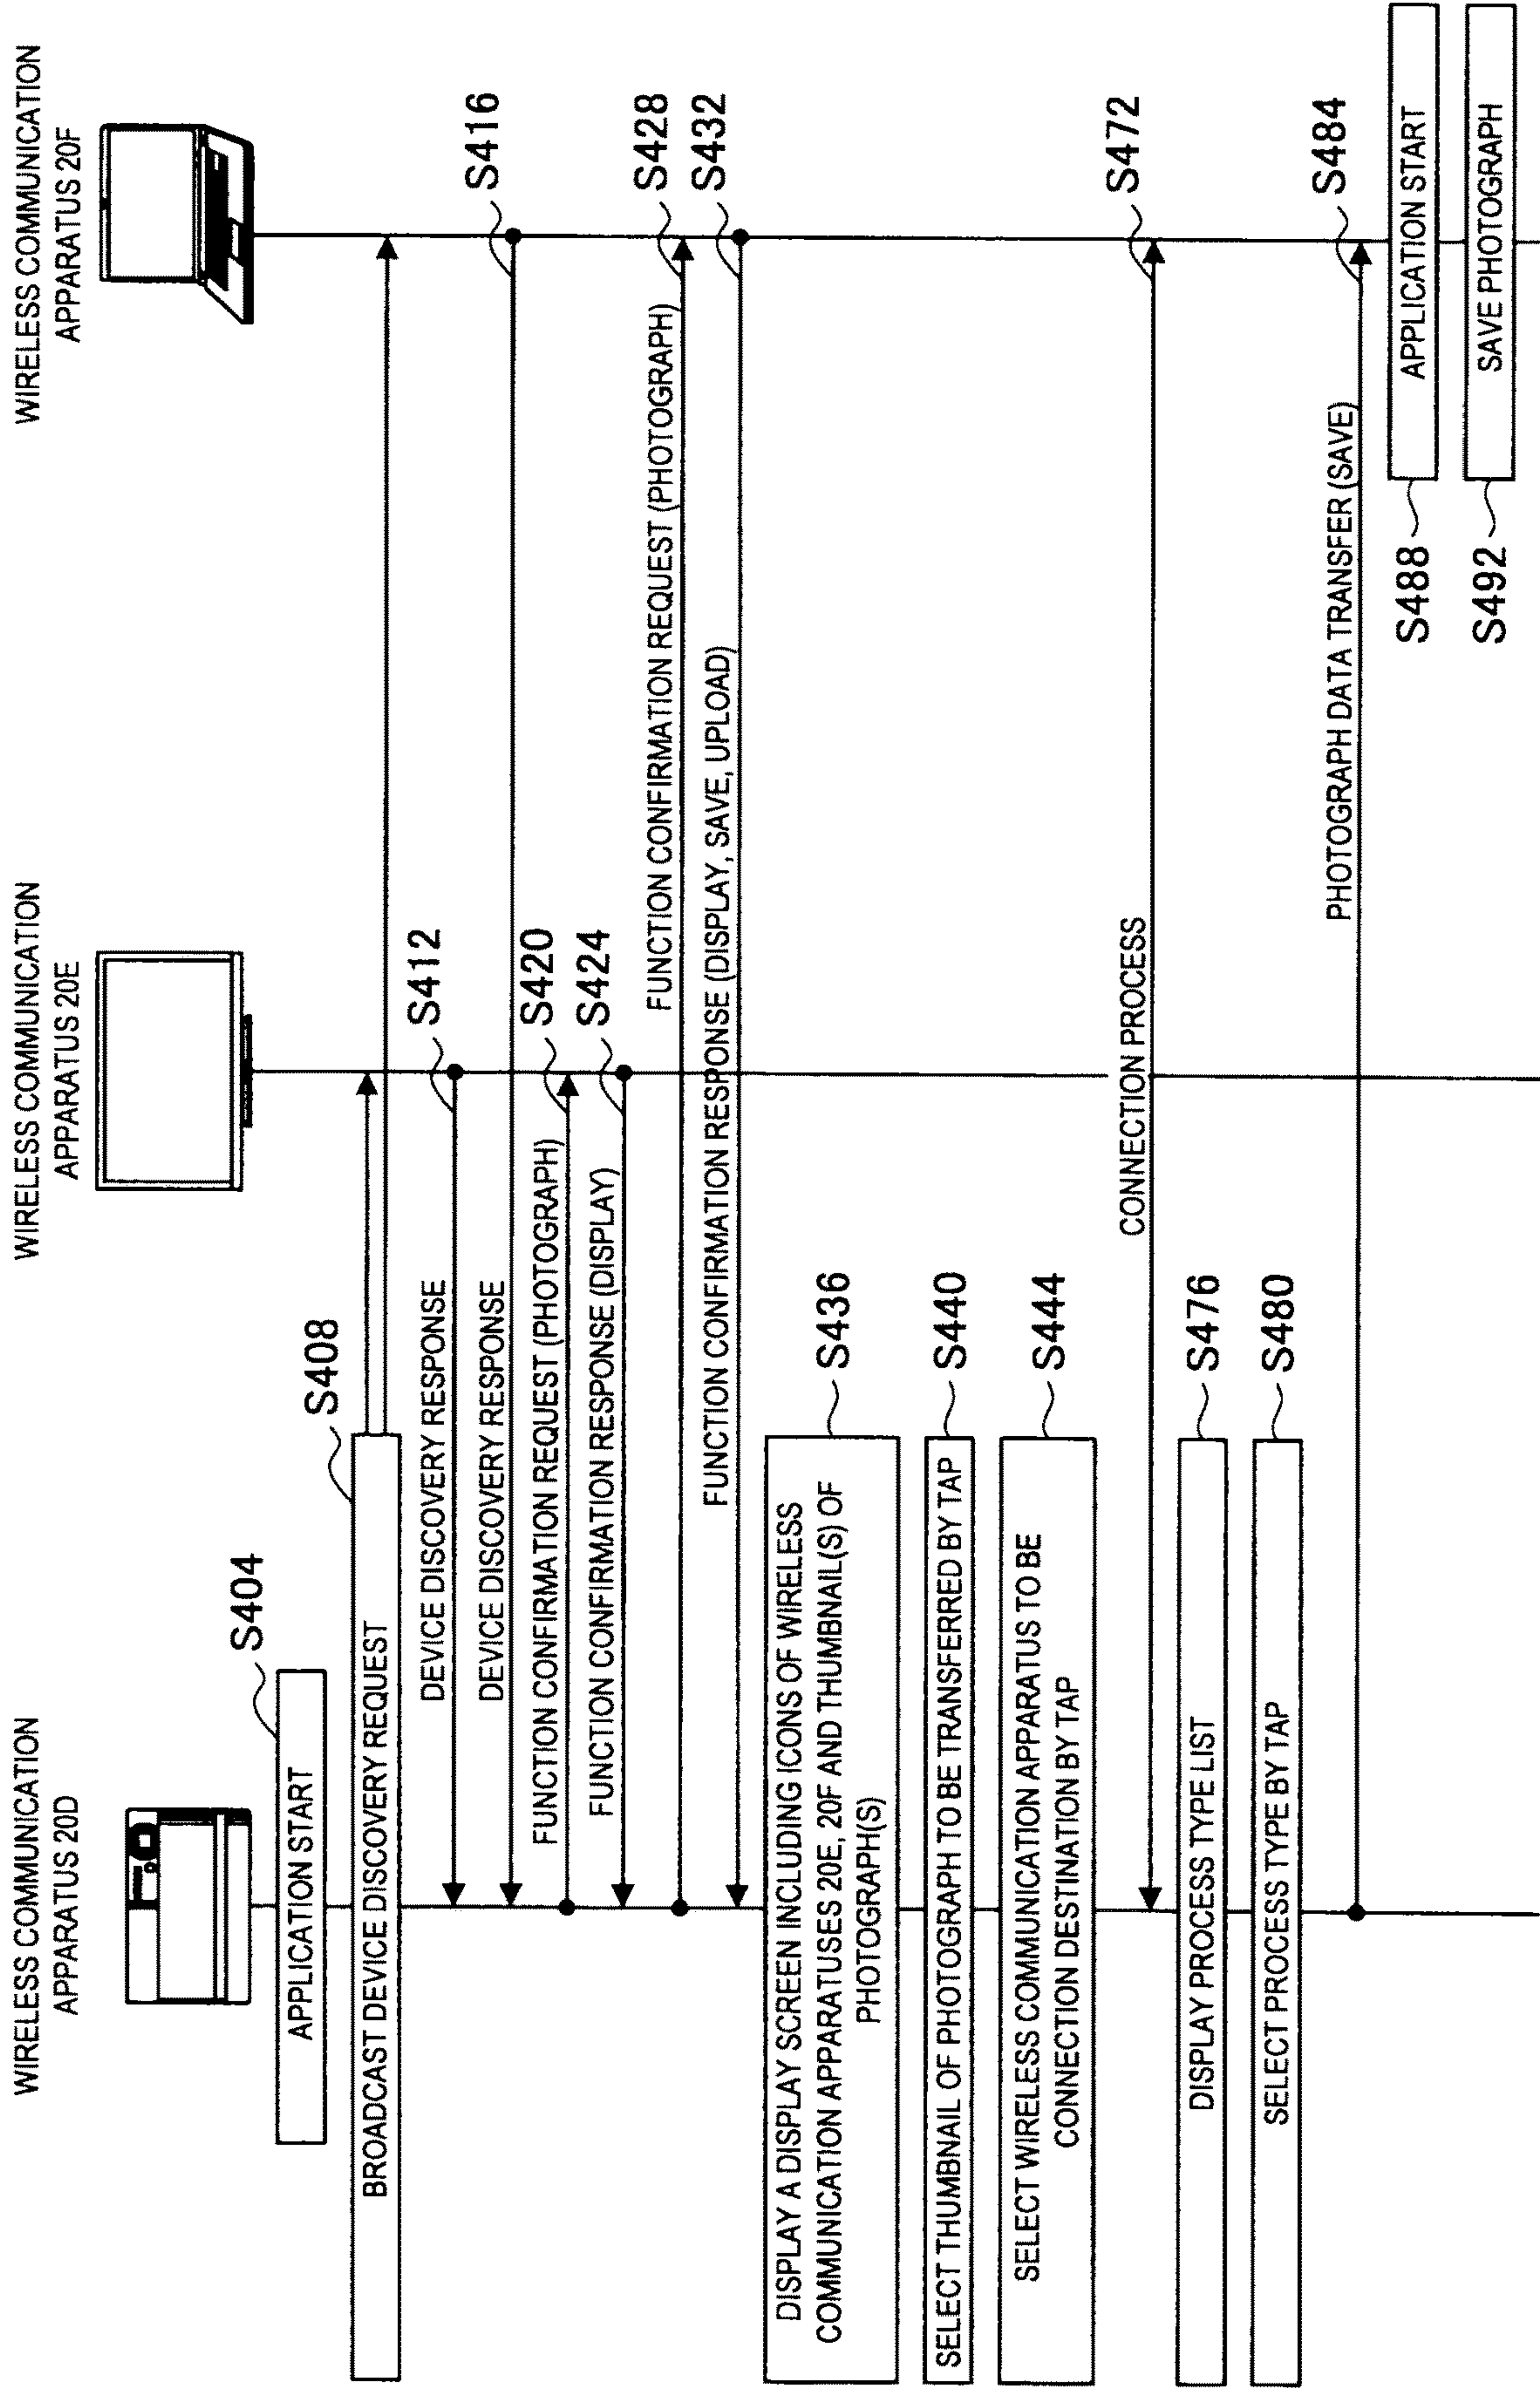 WIRELESS COMMUNICATION
APPARATUS 20D
WIRELESS COMMUNICATION
APPARATUS 20E
WIRELESS COMMUNICATION
APPARATUS 20F
S404
APPLICATION START
S408
BROADCAST DEVICE DISCOVERY REQUEST
DEVICE DISCOVERY RESPONSE
S412
DEVICE DISCOVERY RESPONSE
S416
FUNCTION CONFIRMATION REQUEST (PHOTOGRAPH)
S420
FUNCTION CONFIRMATION RESPONSE (DISPLAY)
S424
FUNCTION CONFIRMATION REQUEST (PHOTOGRAPH)
S428
FUNCTION CONFIRMATION RESPONSE (DISPLAY, SAVE, UPLOAD)
S432
DISPLAY A DISPLAY SCREEN INCLUDING ICONS OF WIRELESS
COMMUNICATION APPARATUSES 20E, 20F AND THUMBNAIL(S) OF
PHOTOGRAPH(S)
S436
SELECT THUMBNAIL OF PHOTOGRAPH TO BE TRANSFERRED BY TAP
S440
SELECT WIRELESS COMMUNICATION APPARATUS TO BE
CONNECTION DESTINATION BY TAP
S444
CONNECTION PROCESS
S472
DISPLAY PROCESS TYPE LIST
S476
SELECT PROCESS TYPE BY TAP
S480
PHOTOGRAPH DATA TRANSFER (SAVE)
S484
S488
APPLICATION START
S492
SAVE PHOTOGRAPH